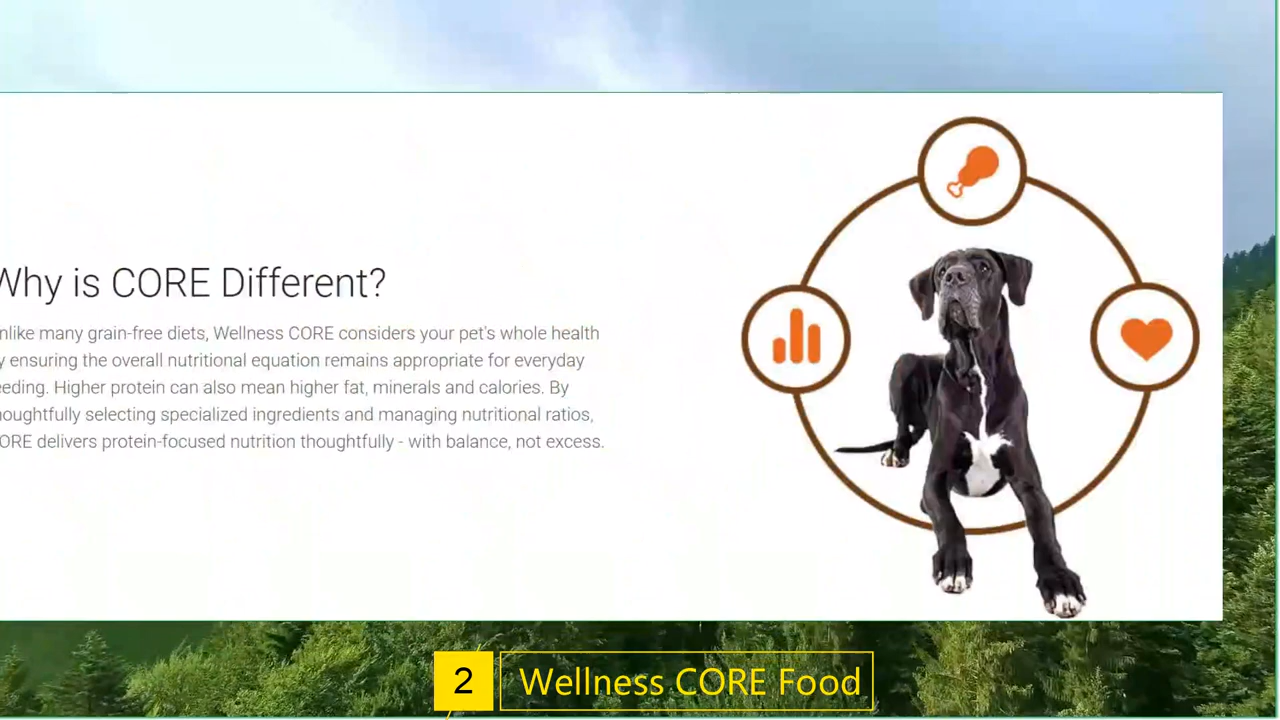 Why is CORE Different?
nlike many grain-free diets, Wellness CORE considers your pet's whole health
y ensuring the overall nutritional equation remains appropriate for everyday
eeding. Higher protein can also mean higher fat, minerals and calories. By
houghtfully selecting specialized ingredients and managing nutritional ratios,
ORE delivers protein-focused nutrition thoughtfully - with balance, not excess.
2 Wellness CORE Food